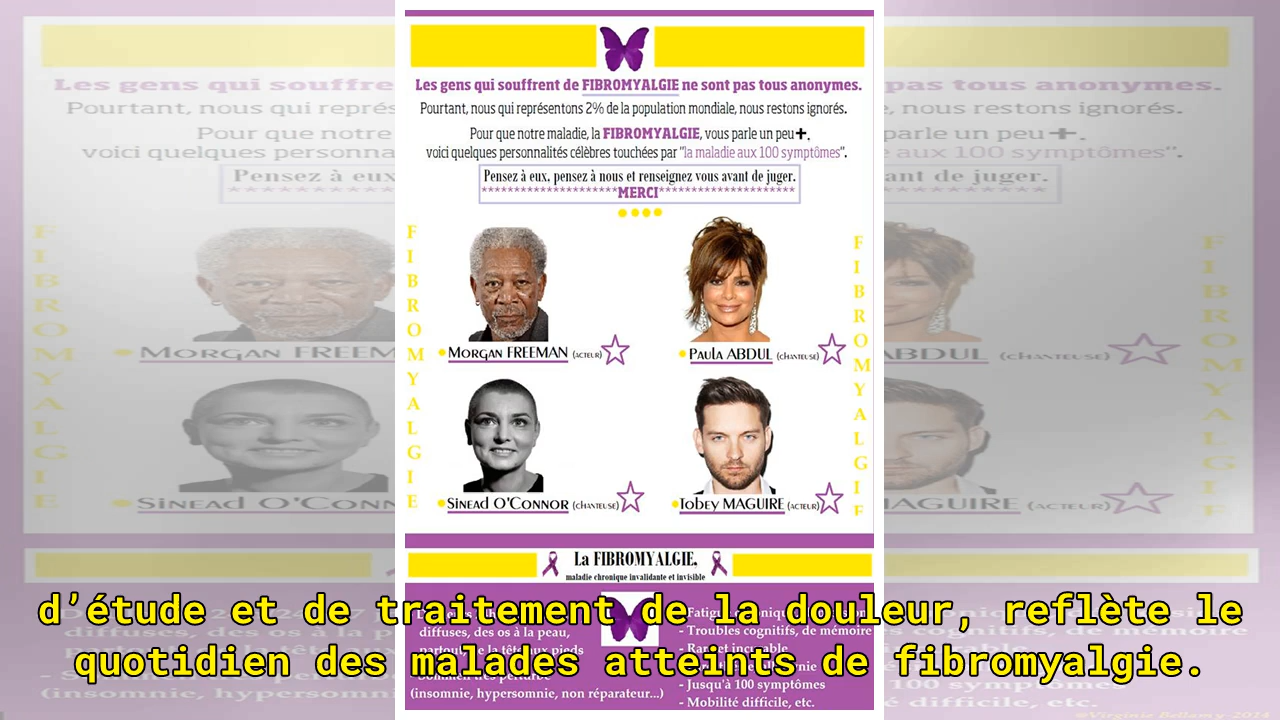 Les gens qui souffrent de FIBROMYALGIE ne sont pas tous anonymes.
Pourtant, nous qui représentons 2% de la population mondiale, nous restons ignorés.
Pour que notre maladie, la FIBROMYALGIE, vous parle un peu+,
voici quelques personnalités célèbres touchées par "la maladie aux 100 symptômes".
Pensez à eux, pensez à nous et renseignez vous avant de juger.
MERCI
FIBROMYALGIE
FIBROMYALGIE
Morgan FREEMAN (acteur)
Paula ABDUL (chanteuse)
Sinead O'Connor (chanteuse)
Tobey MAGUIRE (acteur)
La FIBROMYALGIE,
maladie chronique invalidante et invisible
diffuses, des os à la peau,
(insomnie, hypersomnie, non réparateur...)
- Troubles cognitifs, de mémoire
- Jusqu'à 100 symptômes
- Mobilité difficile, etc.
d’étude et de traitement de la douleur, reflète le
quotidien des malades atteints de fibromyalgie.
©Virginie Bellamy 2014